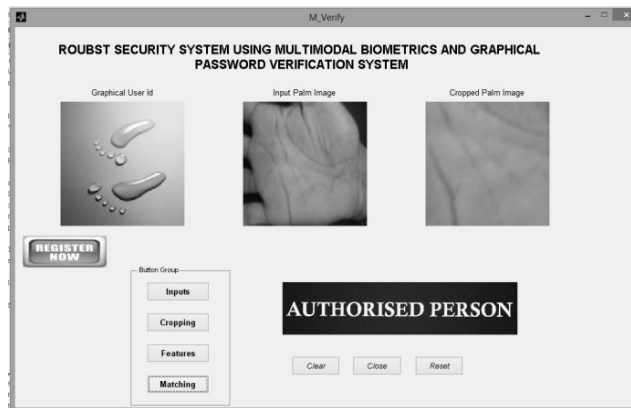 M_Verify
ROUBST SECURITY SYSTEM USING MULTIMODAL BIOMETRICS AND GRAPHICAL
PASSWORD VERIFICATION SYSTEM
Graphical User Id
Input Palm Image
Cropped Palm Image
REGISTER
NOW
Button Group
Inputs
Cropping
Features
Matching
AUTHORISED PERSON
Clear
Close
Reset